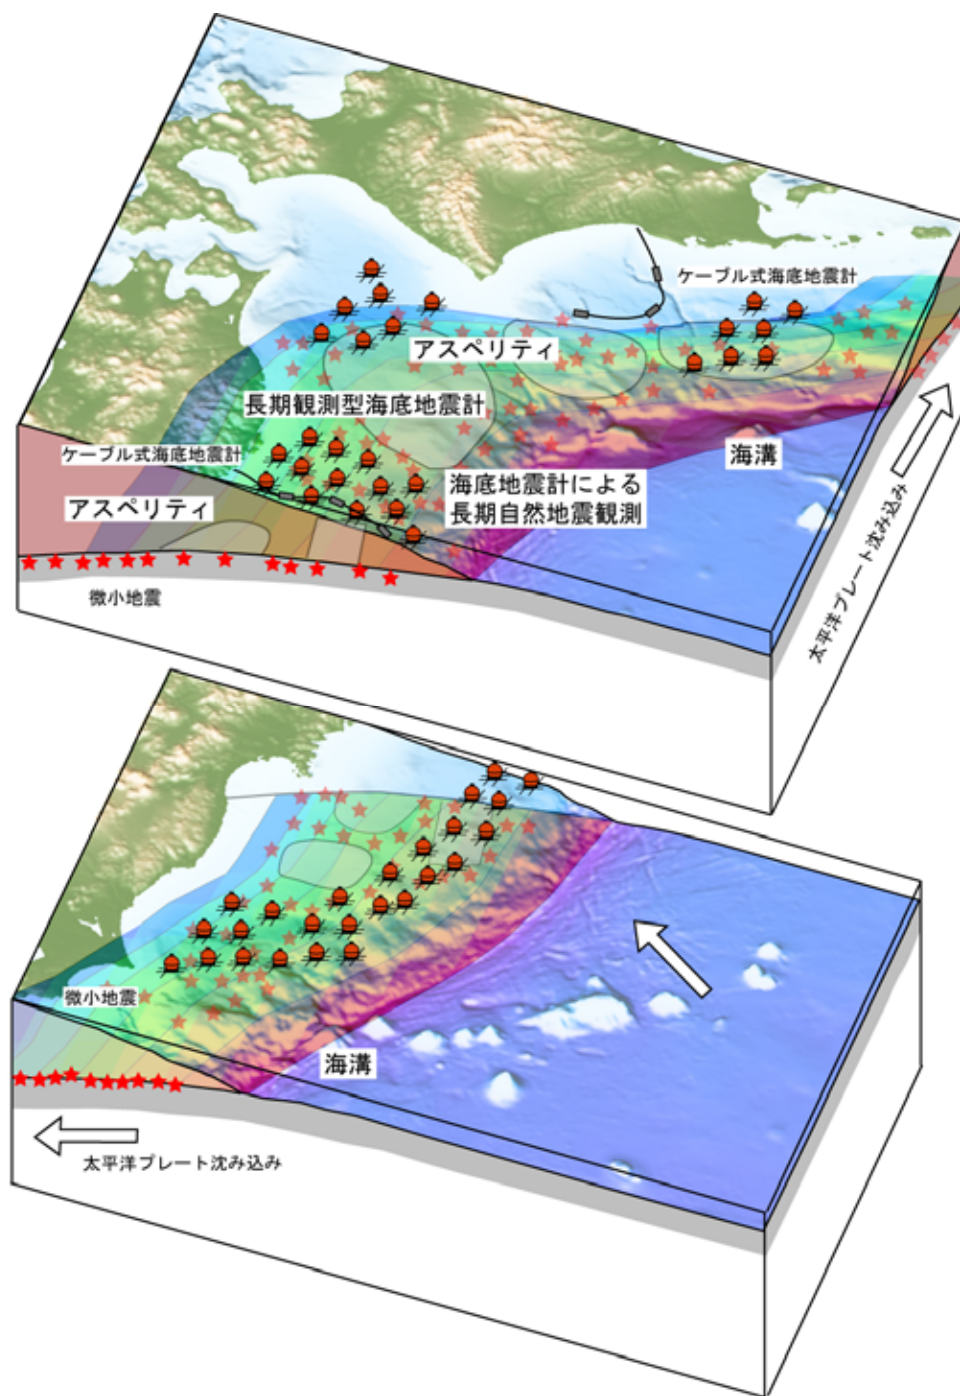 ケーブル式海底地震計
アスペリティ
長期観測型海底地震計
ケーブル式海底地震計
海溝
海底地震計による
長期自然地震観測
アスペリティ
微小地震
太平洋プレート沈み込み
微小地震
海溝
太平洋プレート沈み込み